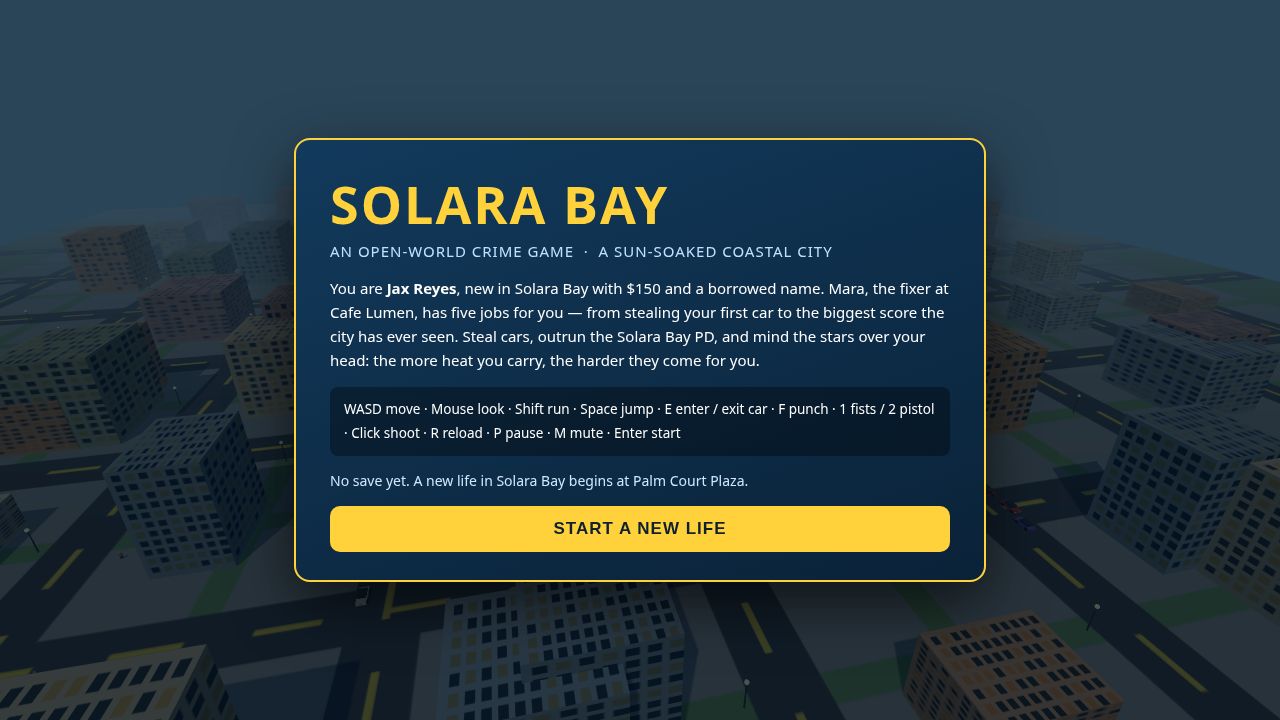 SOLARA BAY
AN OPEN-WORLD CRIME GAME · A SUN-SOAKED COASTAL CITY
You are Jax Reyes, new in Solara Bay with $150 and a borrowed name. Mara, the fixer at
Cafe Lumen, has five jobs for you — from stealing your first car to the biggest score the
city has ever seen. Steal cars, outrun the Solara Bay PD, and mind the stars over your
head: the more heat you carry, the harder they come for you.
WASD move · Mouse look · Shift run · Space jump · E enter / exit car · F punch · 1 fists / 2 pistol
· Click shoot · R reload · P pause · M mute · Enter start
No save yet. A new life in Solara Bay begins at Palm Court Plaza.
START A NEW LIFE